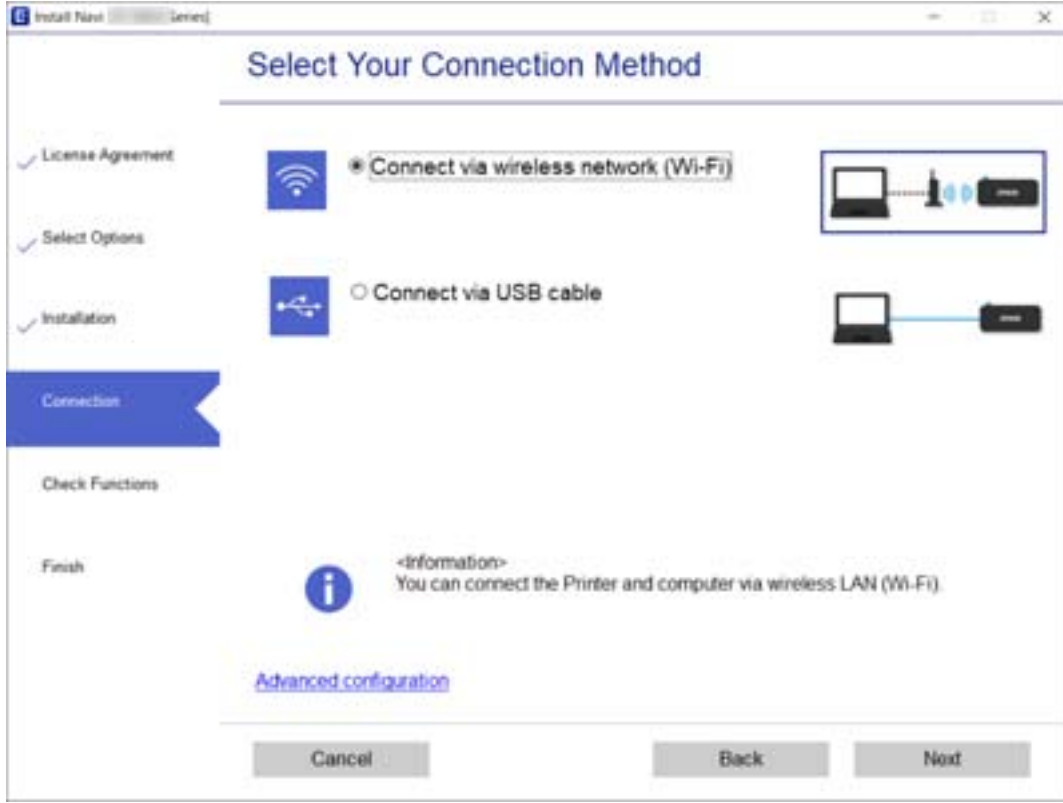 Install Navi
Series]
Select Your Connection Method
License Agreement
Select Options
Installation
Connection
Check Functions
Finish
Connect via wireless network (Wi-Fi)
Connect via USB cable
<Information>
You can connect the Printer and computer via wireless LAN (Wi-Fi).
Advanced configuration
Cancel
Back
Next